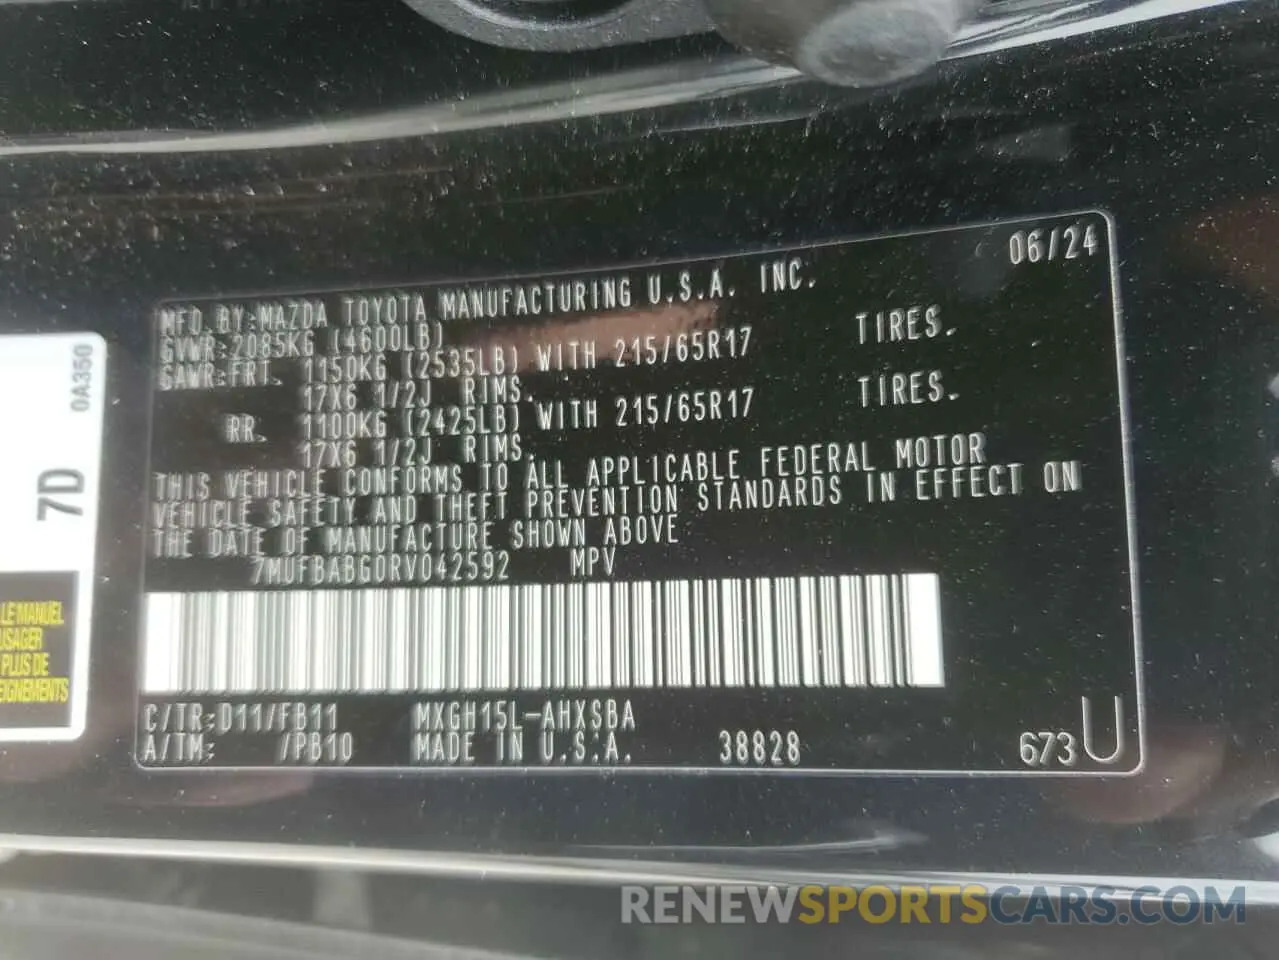 06/24
MFD. BY:MAZDA TOYOTA MANUFACTURING U.S.A. INC.
GVWR:2085KG (4600LB)
GAWR:FRT. 1150KG (2535LB) WITH 215/65R17 TIRES.
17X6 1/2J RIMS.
RR. 1100KG (2425LB) WITH 215/65R17 TIRES.
17X6 1/2J RIMS.
THIS VEHICLE CONFORMS TO ALL APPLICABLE FEDERAL MOTOR
VEHICLE SAFETY AND THEFT PREVENTION STANDARDS IN EFFECT ON
THE DATE OF MANUFACTURE SHOWN ABOVE
7MUFBABG0RV042592 MPV
C/TR:D11/FB11 MXGH15L-AHXSBA
A/TM: /PB10 MADE IN U.S.A. 38828 673U
0A350
7D
LE MANUEL
USAGER
PLUS DE
EIGNEMENTS
RENEWSPORTSCARS.COM